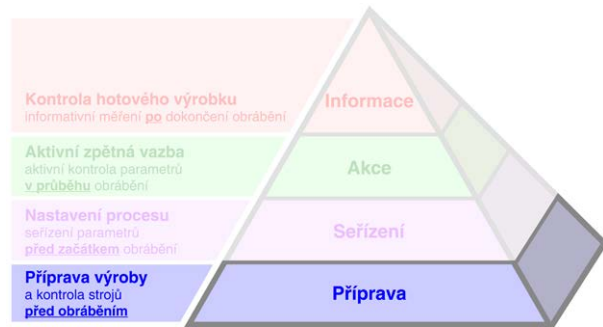 Kontrola hotového výrobku
informativní měření po dokončení obrábění
Informace
Aktivní zpětná vazba
aktivní kontrola parametrů
v průběhu obrábění
Akce
Nastavení procesu
seřízení parametrů
před začátkem obrábění
Seřízení
Příprava výroby
a kontrola strojů
před obráběním
Příprava